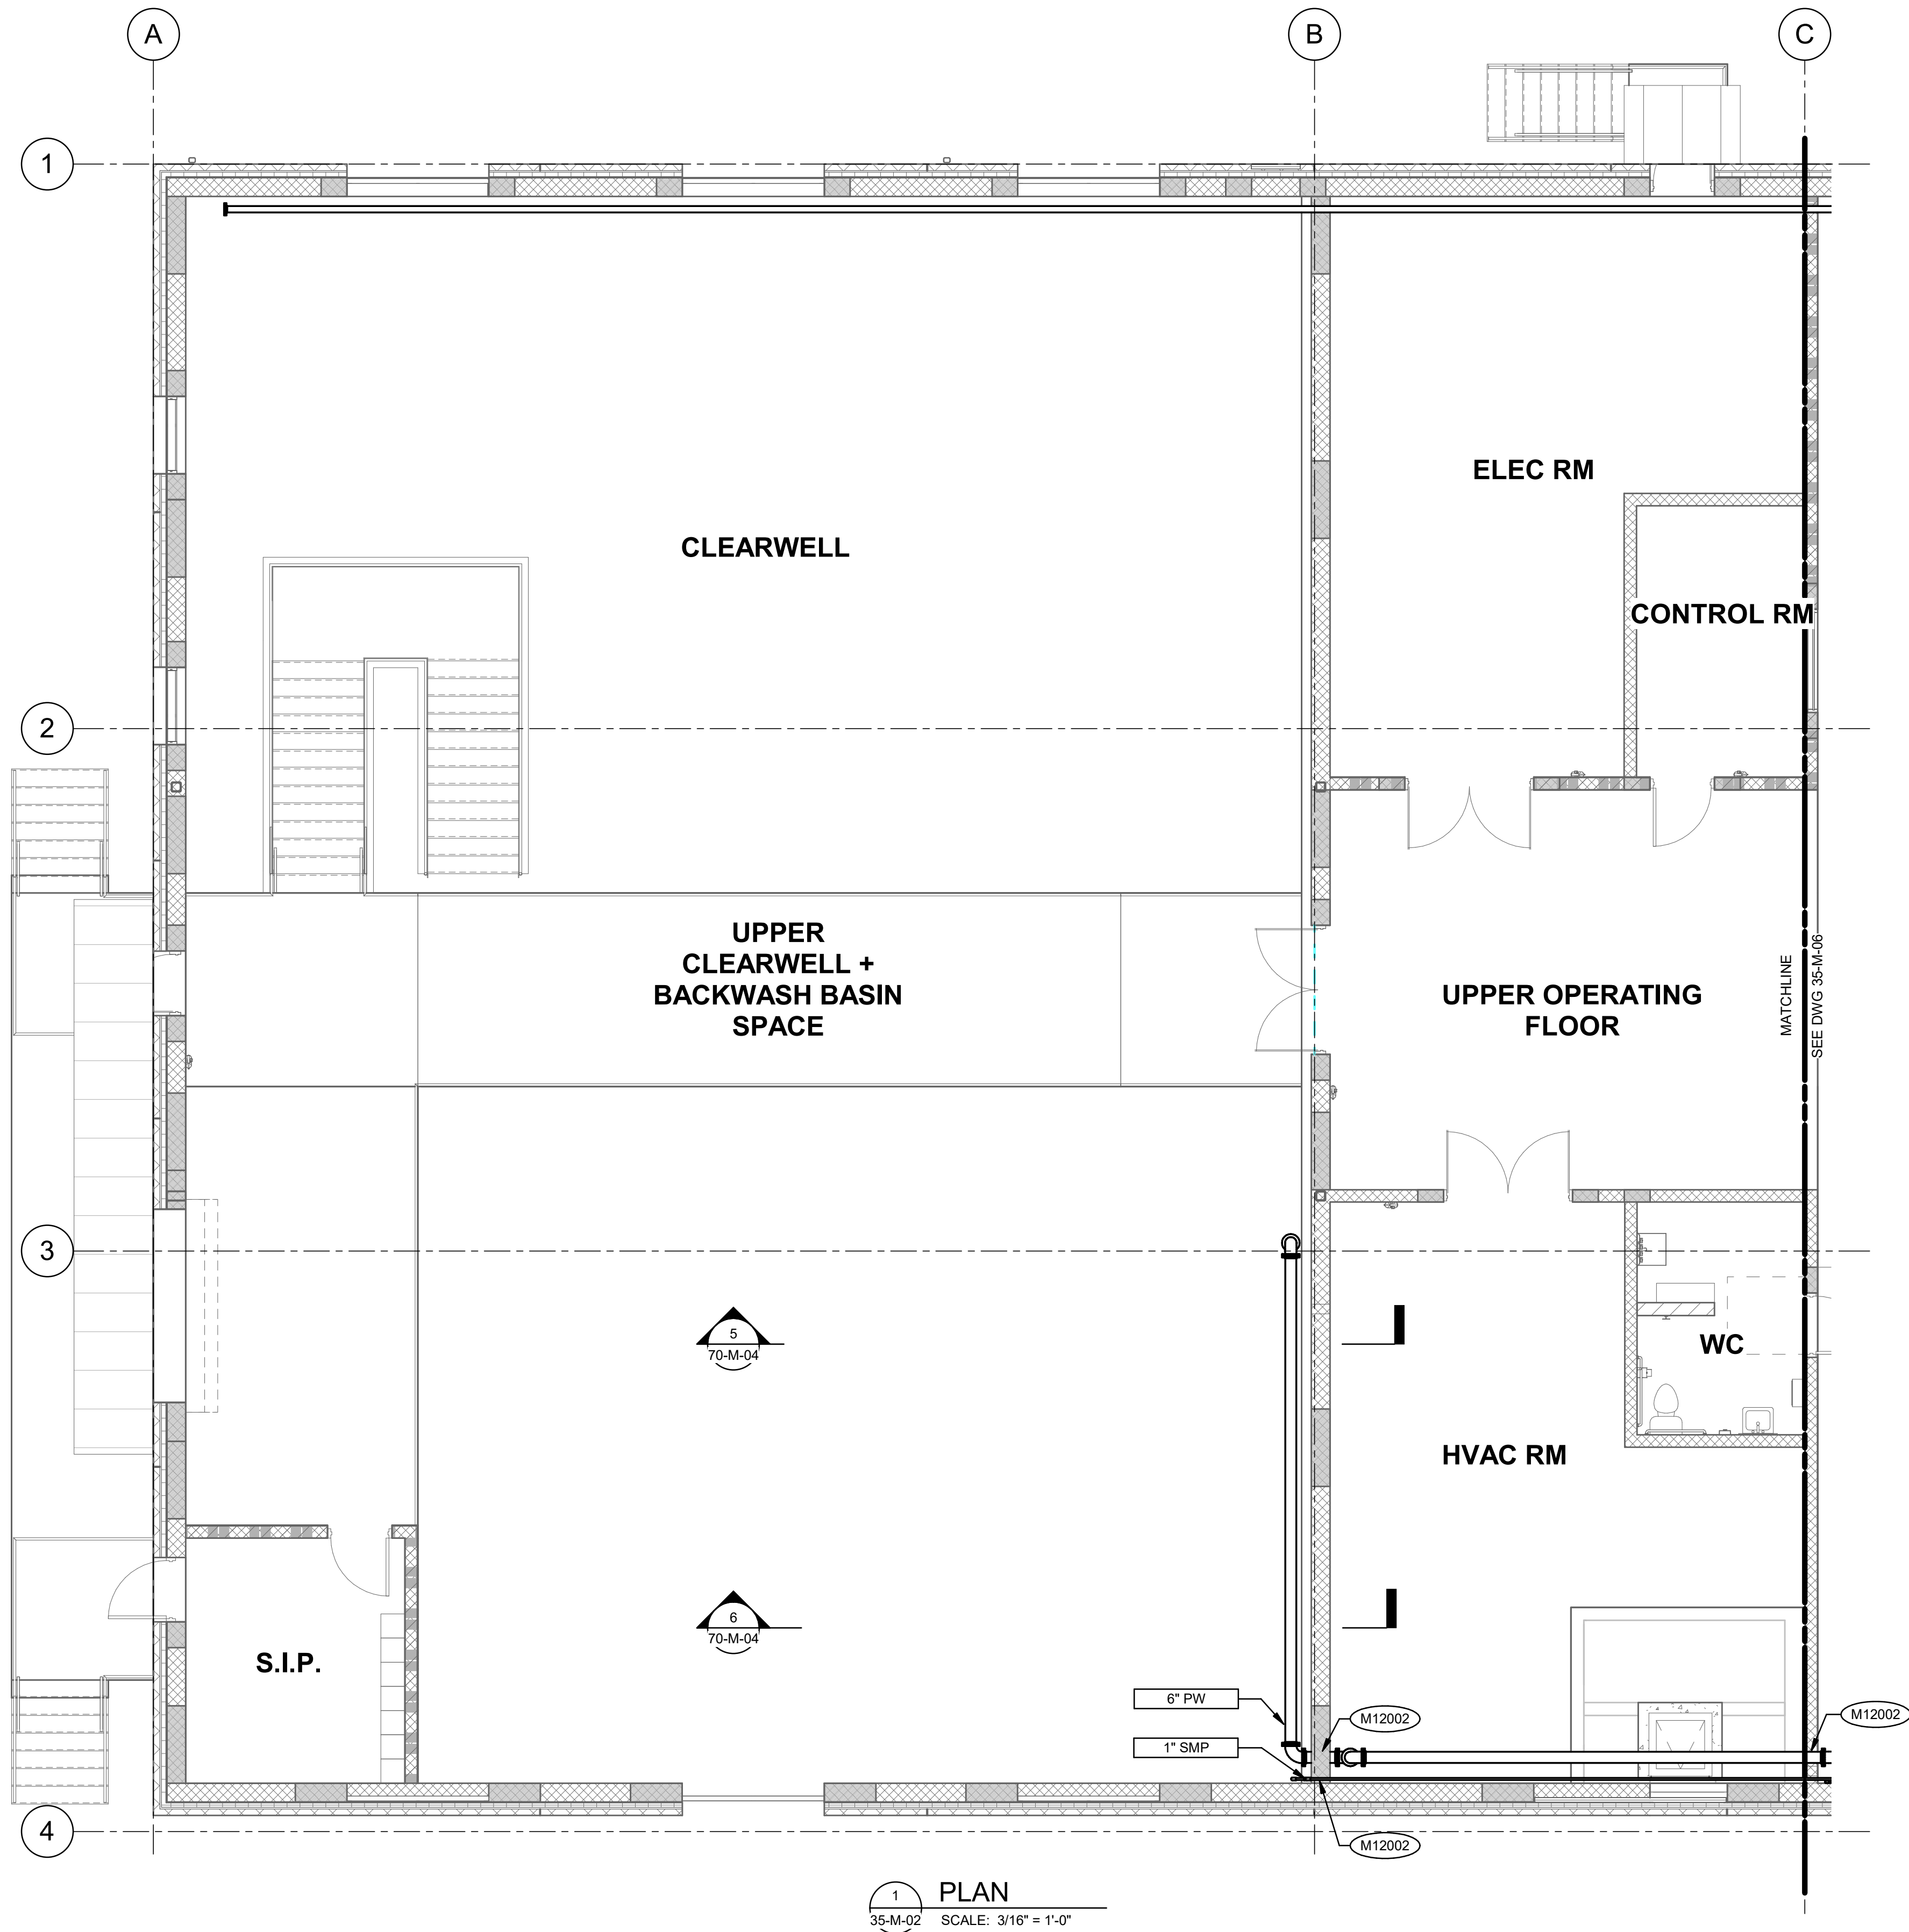 A
B
C
1
ELEC RM
CLEARWELL
CONTROL RM
2
UPPER
CLEARWELL +
BACKWASH BASIN
SPACE
UPPER OPERATING
FLOOR
MATCHLINE
SEE DWG 35-M-06
3
5
70-M-04
WC
HVAC RM
6
70-M-04
S.I.P.
6" PW
M12002
M12002
1" SMP
4
M12002
1
PLAN
35-M-02
SCALE: 3/16" = 1'-0"